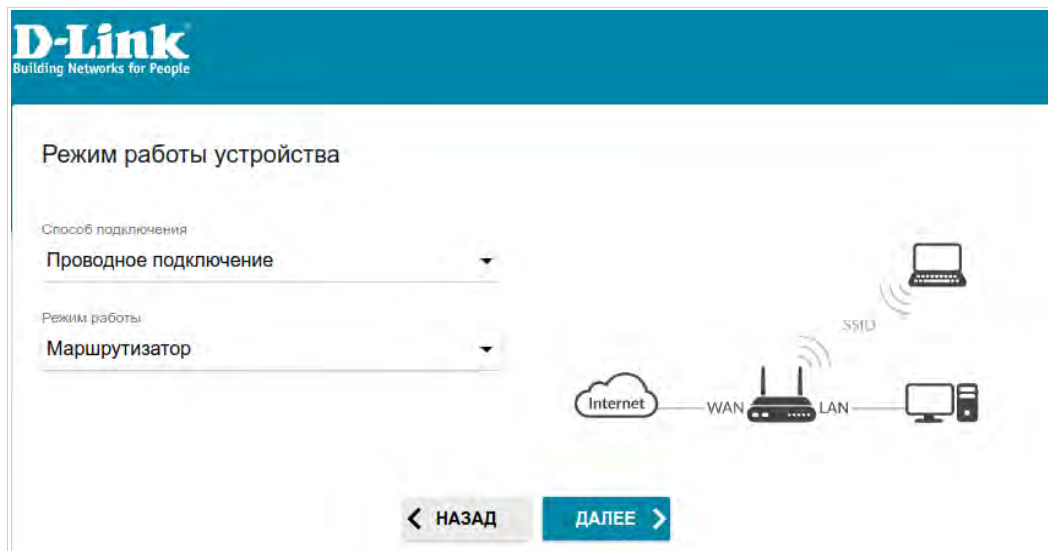 D-Link
Building Networks for People
Режим работы устройства
Способ подключения
Проводное подключение
Режим работы
Маршрутизатор
SSID
Internet
WAN
LAN
НАЗАД
ДАЛЕЕ